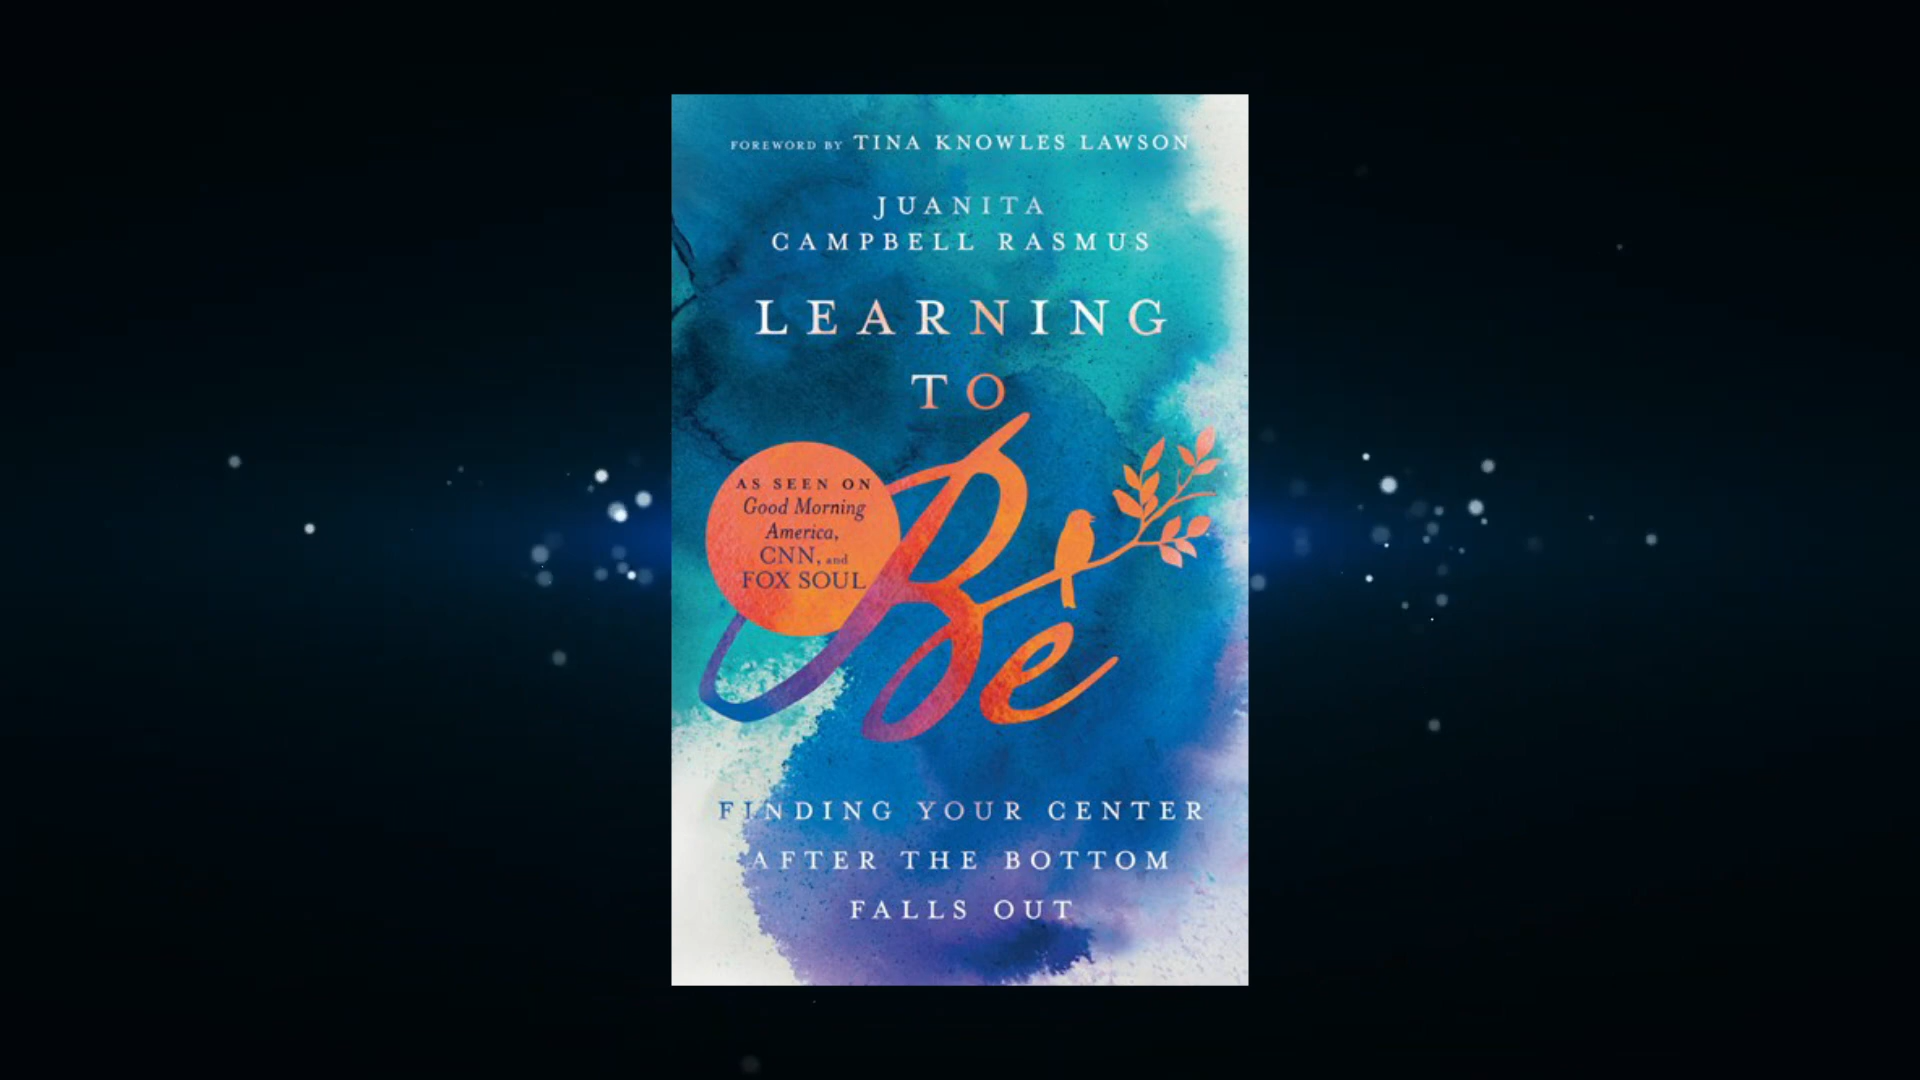 FOREWORD BY TINA KNOWLES LAWSON
JUANITA
CAMPBELL RASMUS
LEARNING
TO
Be
AS SEEN ON
Good Morning
America,
CNN, and
FOX SOUL
FINDING YOUR CENTER
AFTER THE BOTTOM
FALLS OUT